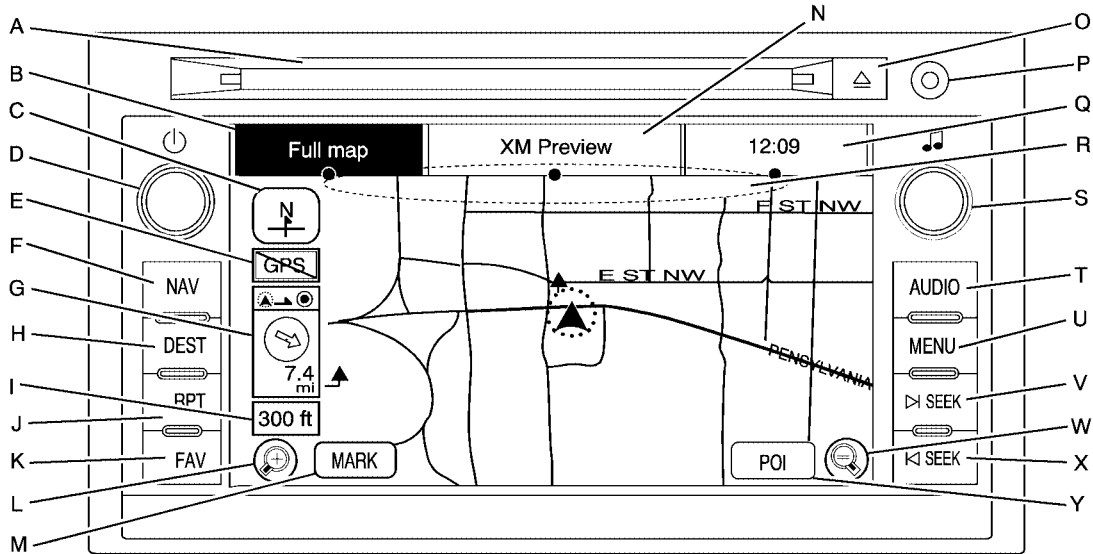 A
B
C
D
E
F
G
H
I
J
K
L
M
N
O
P
Q
R
S
T
U
V
W
X
Y
Full map
XM Preview
12:09
N
GPS
7.4
mi
300 ft
MARK
POI
F ST NW
E ST NW
PENSYLVANIA
NAV
DEST
RPT
FAV
AUDIO
MENU
SEEK
SEEK